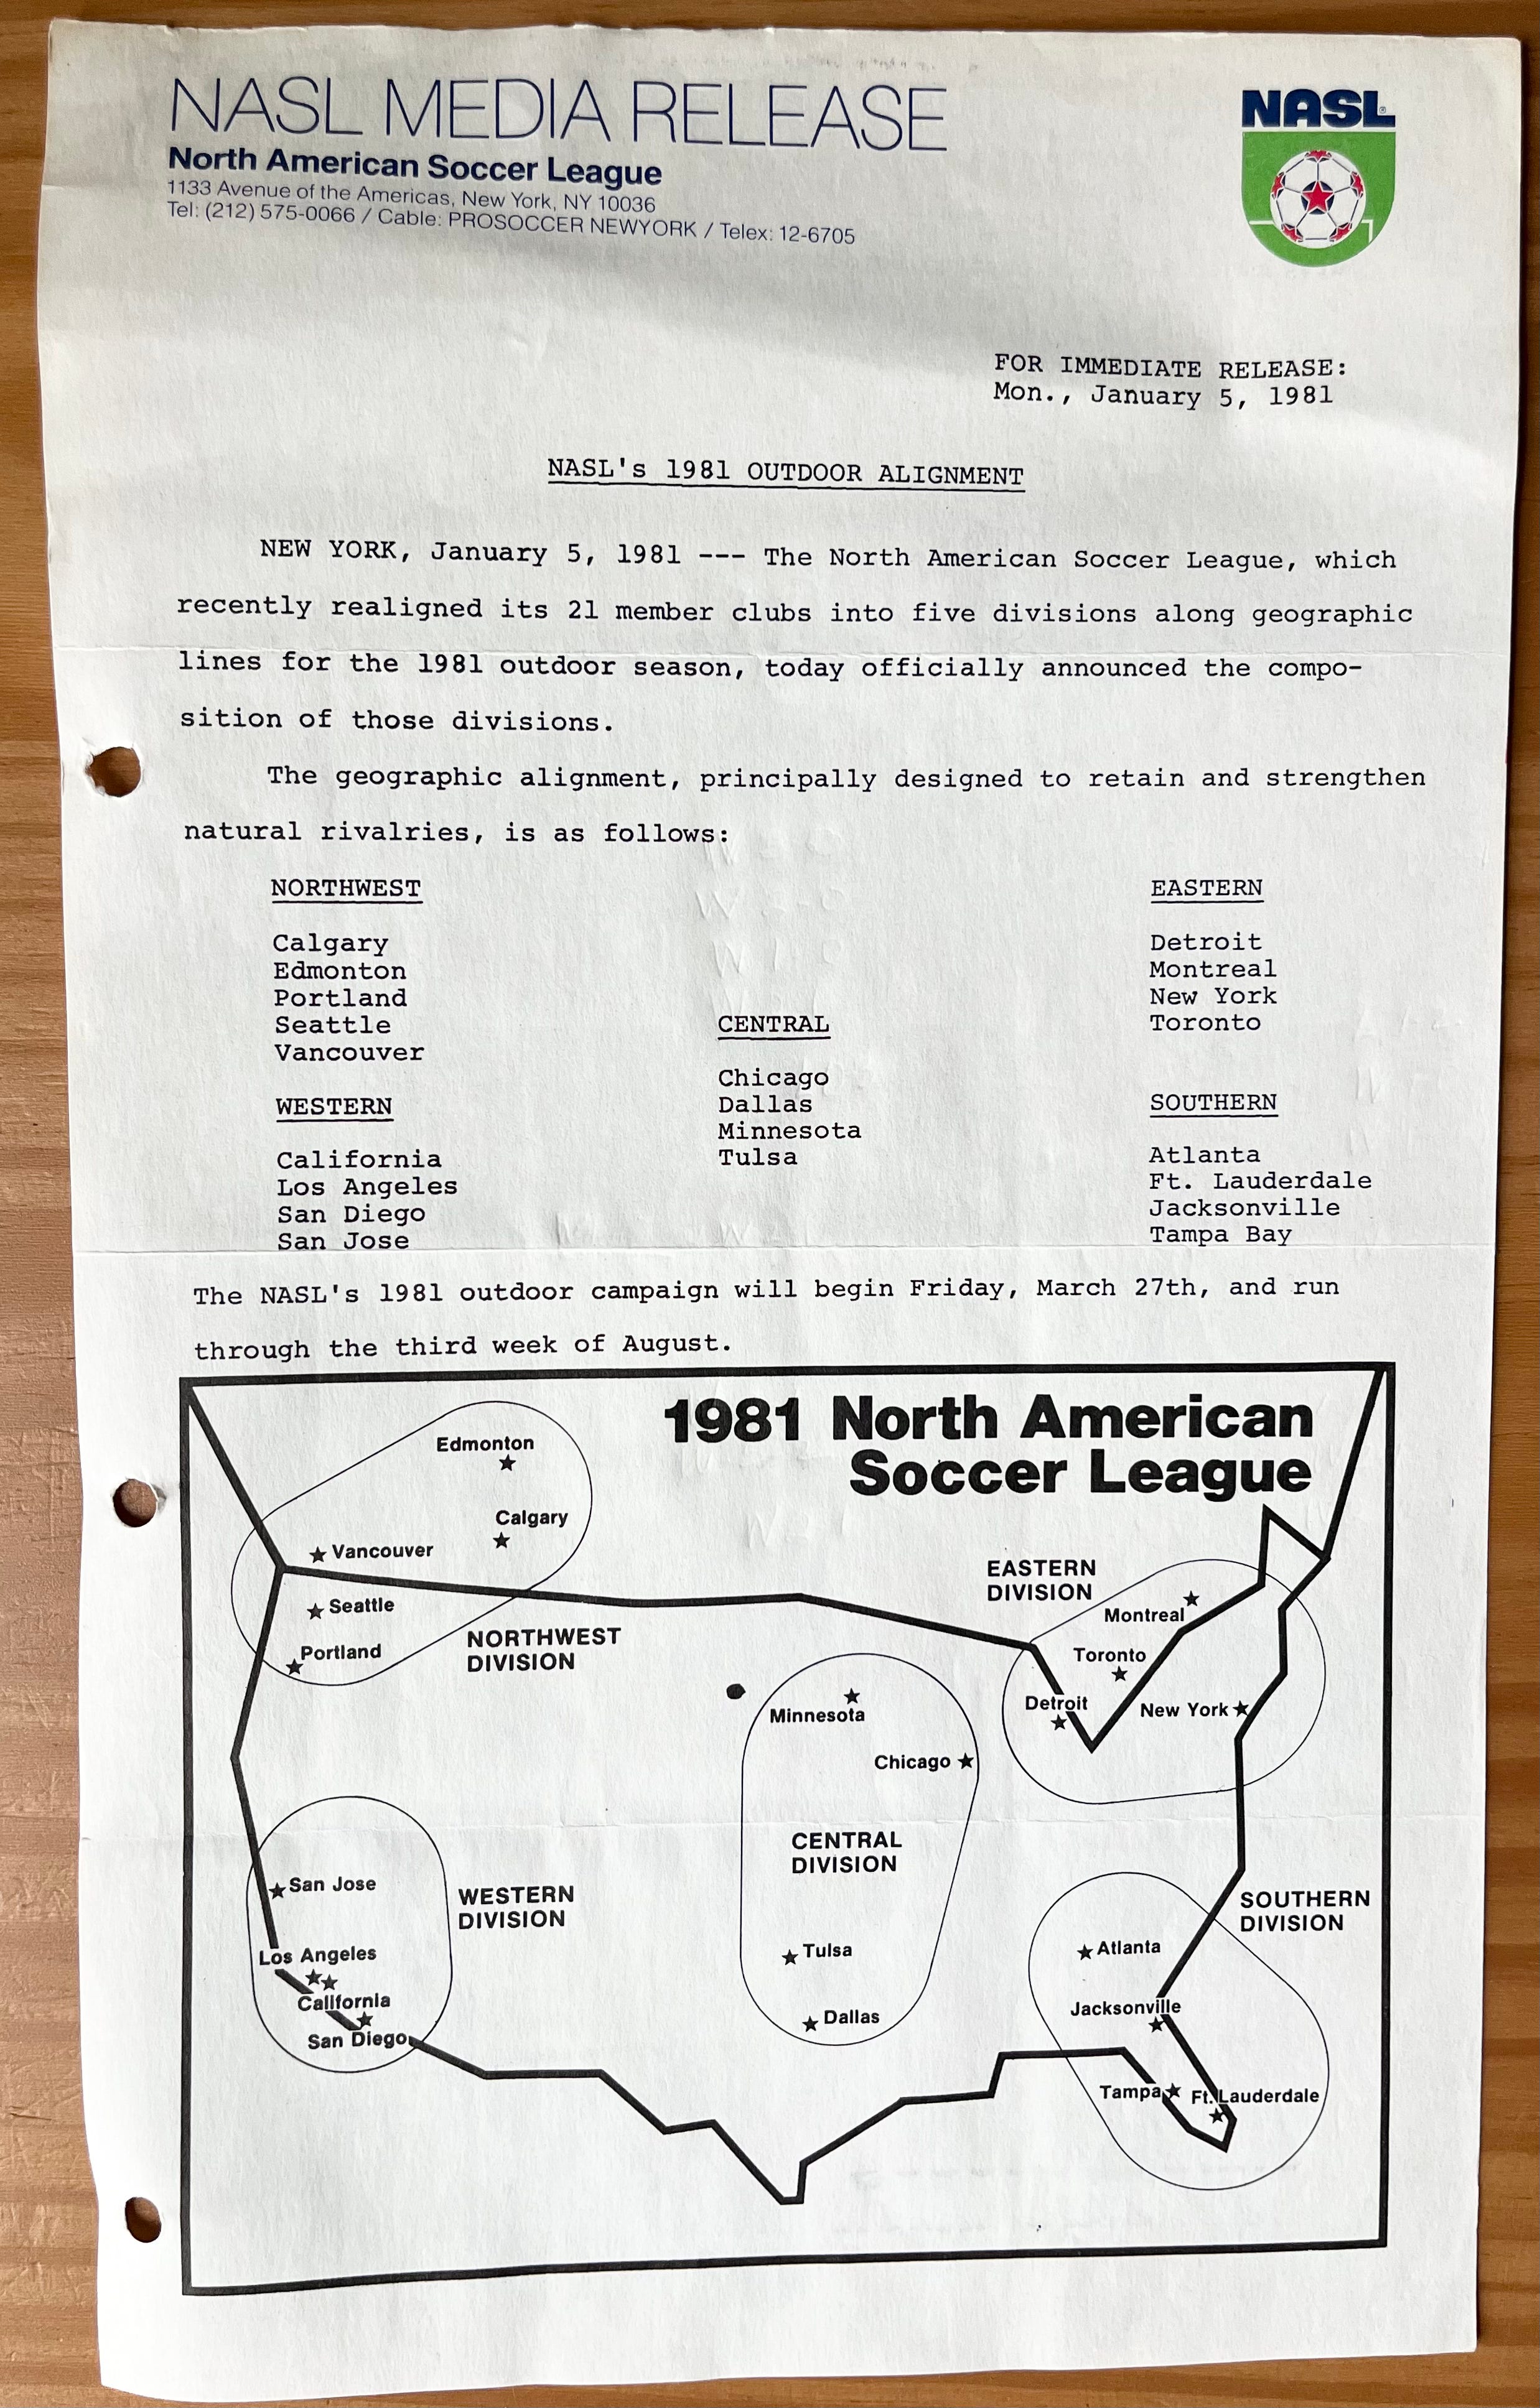 NASL MEDIA RELEASE
North American Soccer League
1133 Avenue of the Americas, New York, NY 10036
Tel: (212) 575-0066 / Cable: PROSOCCER NEWYORK / Telex: 12-6705
NASL®
FOR IMMEDIATE RELEASE:
Mon., January 5, 1981
NASL's 1981 OUTDOOR ALIGNMENT
NEW YORK, January 5, 1981 --- The North American Soccer League, which
recently realigned its 21 member clubs into five divisions along geographic
lines for the 1981 outdoor season, today officially announced the compo-
sition of those divisions.
The geographic alignment, principally designed to retain and strengthen
natural rivalries, is as follows:
NORTHWEST
Calgary
Edmonton
Portland
Seattle
Vancouver
WESTERN
California
Los Angeles
San Diego
San Jose
CENTRAL
Chicago
Dallas
Minnesota
Tulsa
EASTERN
Detroit
Montreal
New York
Toronto
SOUTHERN
Atlanta
Ft. Lauderdale
Jacksonville
Tampa Bay
The NASL's 1981 outdoor campaign will begin Friday, March 27th, and run
through the third week of August.
1981 North American
Soccer League
Edmonton
Calgary
Vancouver
Seattle
Portland
NORTHWEST
DIVISION
EASTERN
DIVISION
Montreal
Toronto
Detroit
New York
Minnesota
Chicago
CENTRAL
DIVISION
Tulsa
Dallas
San Jose
WESTERN
DIVISION
Los Angeles
California
San Diego
SOUTHERN
DIVISION
Atlanta
Jacksonville
Tampa
Ft. Lauderdale